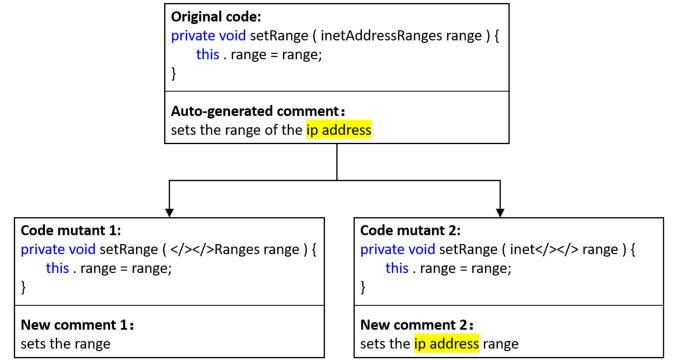 Original code:
private void setRange ( inetAddressRanges range ) {
this . range = range;
}
Auto-generated comment:
sets the range of the ip address
Code mutant 1:
private void setRange ( </></>Ranges range ) {
this . range = range;
}
New comment 1:
sets the range
Code mutant 2:
private void setRange ( inet</></> range ) {
this . range = range;
}
New comment 2:
sets the ip address range